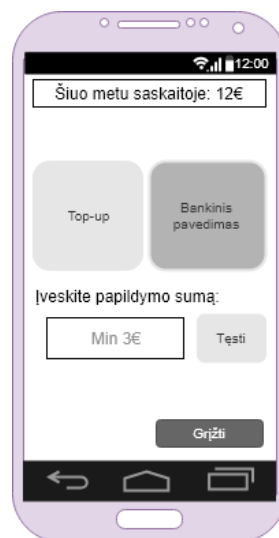 12:00
Šiuo metu saskaitoje: 12€
Top-up
Bankinis
pavedimas
Įveskite papildymo sumą:
Min 3€
Tęsti
Grįžti